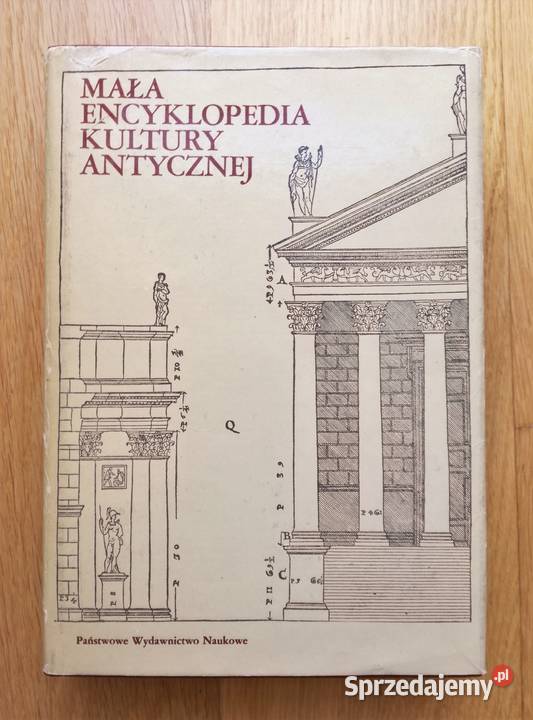 MAŁA
ENCYKLOPEDIA
KULTURY
ANTYCZNEJ
A
Q
B
C
Państwowe Wydawnictwo Naukowe
Sprzedajemy.pl